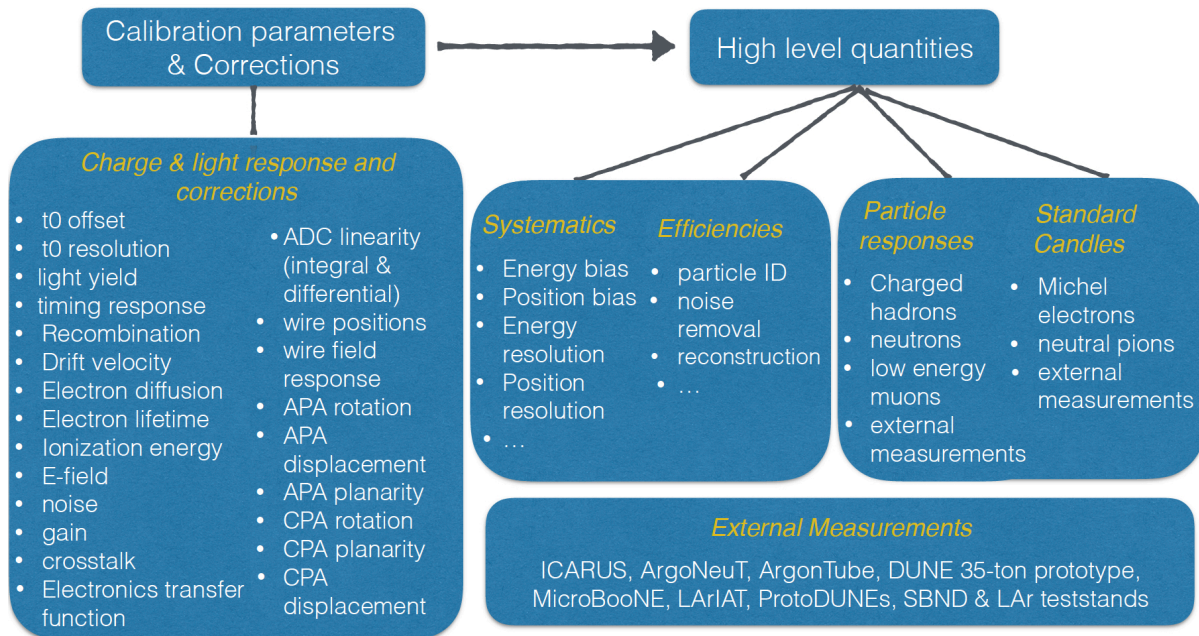 Calibration parameters
& Corrections
High level quantities
Charge & light response and
corrections
• t0 offset
• t0 resolution
• light yield
• timing response
• Recombination
• Drift velocity
• Electron diffusion
• Electron lifetime
• Ionization energy
• E-field
• noise
• gain
• crosstalk
• Electronics transfer
function
• ADC linearity
(integral &
differential)
• wire positions
• wire field
response
• APA rotation
• APA
displacement
• APA planarity
• CPA rotation
• CPA planarity
• CPA
displacement
Systematics
• Energy bias
• Position bias
• Energy
resolution
• Position
resolution
• ...
Efficiencies
• particle ID
• noise
removal
• reconstruction
• ...
Particle
responses
• Charged
hadrons
• neutrons
• low energy
muons
• external
measurements
Standard
Candles
• Michel
electrons
• neutral pions
• external
measurements
External Measurements
ICARUS, ArgoNeuT, ArgonTube, DUNE 35-ton prototype,
MicroBooNE, LArIAT, ProtoDUNEs, SBND & LAr teststands